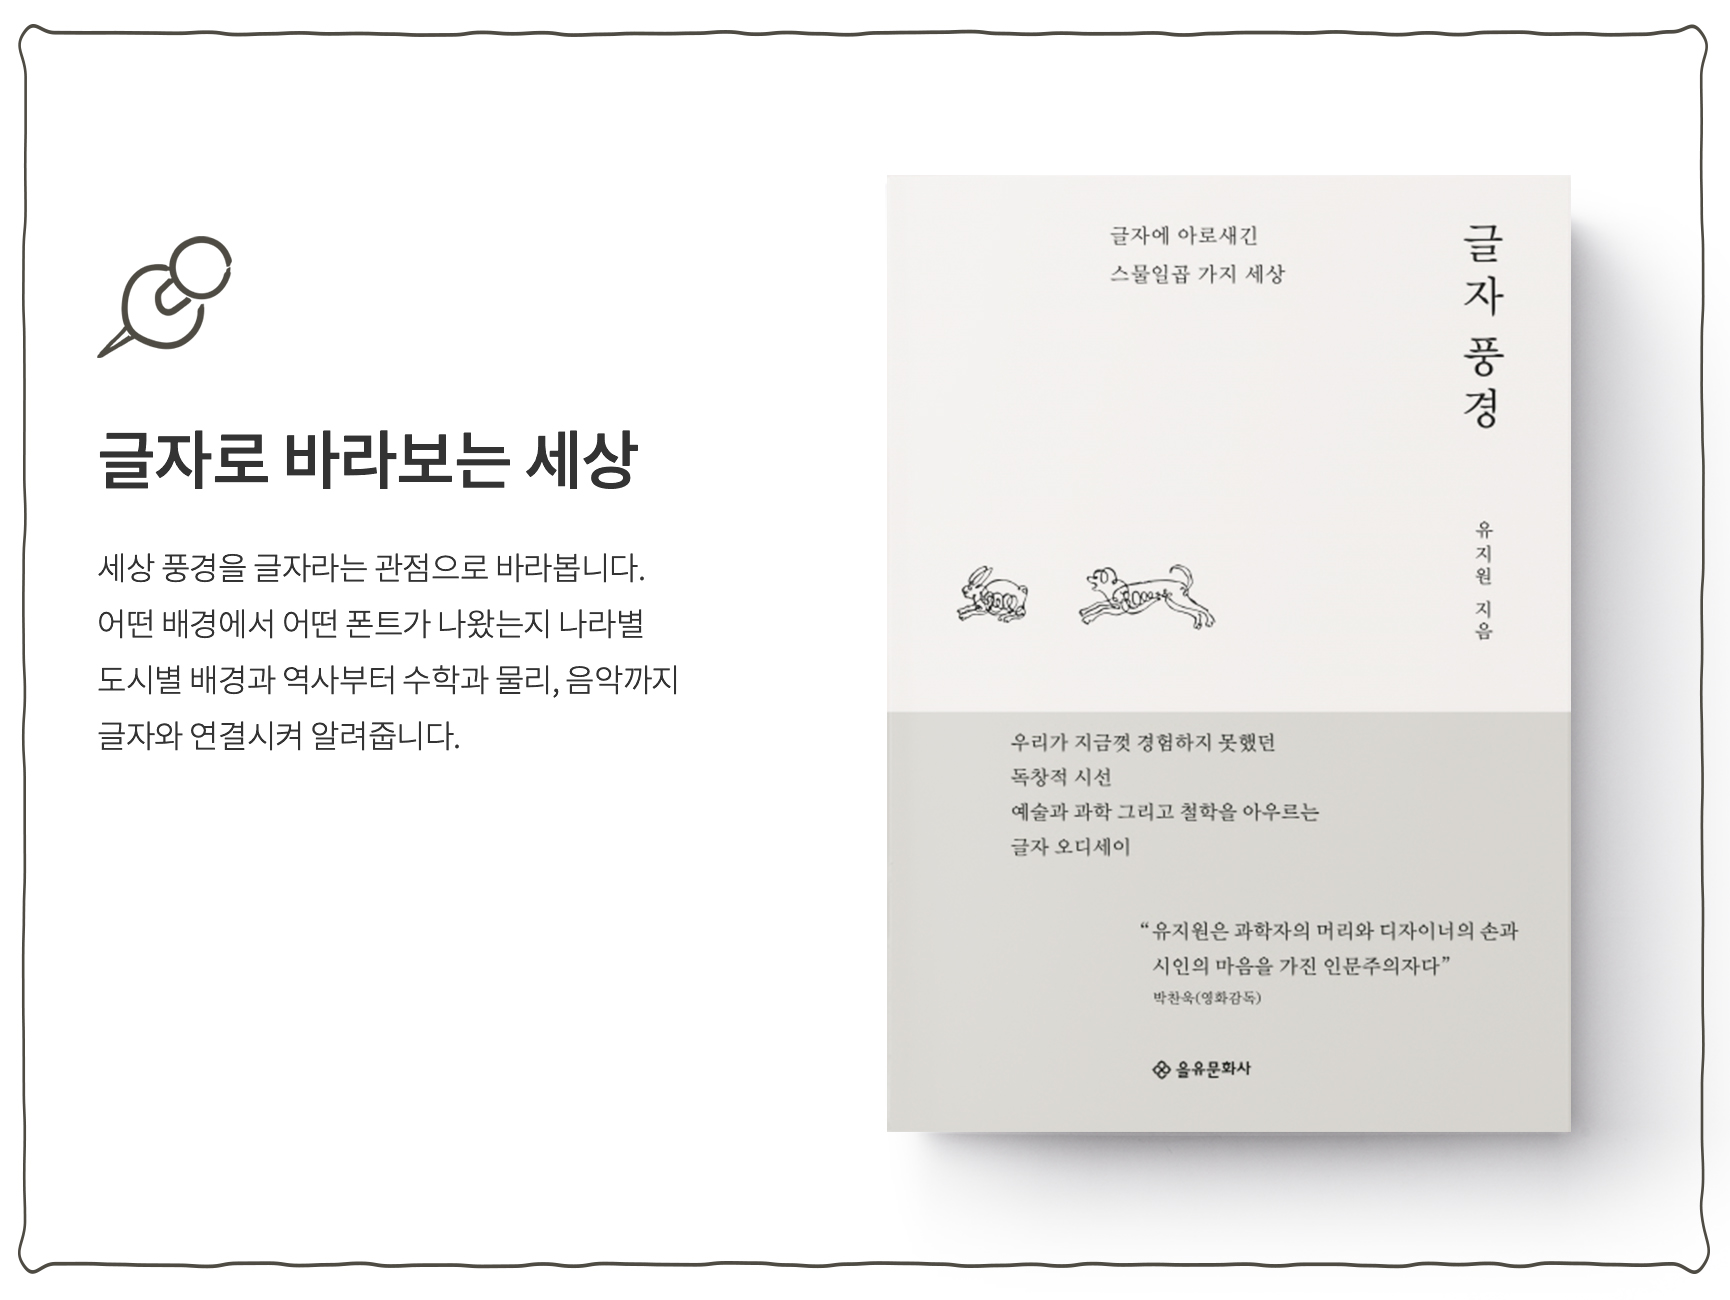 글자로 바라보는 세상
세상 풍경을 글자라는 관점으로 바라봅니다.
어떤 배경에서 어떤 폰트가 나왔는지 나라별
도시별 배경과 역사부터 수학과 물리, 음악까지
글자와 연결시켜 알려줍니다.
글자에 아로새긴
스물일곱 가지 세상
글자 풍경
유지원 지음
우리가 지금껏 경험하지 못했던
독창적 시선
예술과 과학 그리고 철학을 아우르는
글자 오디세이
“유지원은 과학자의 머리와 디자이너의 손과
시인의 마음을 가진 인문주의자다”
박찬욱(영화감독)
을유문화사